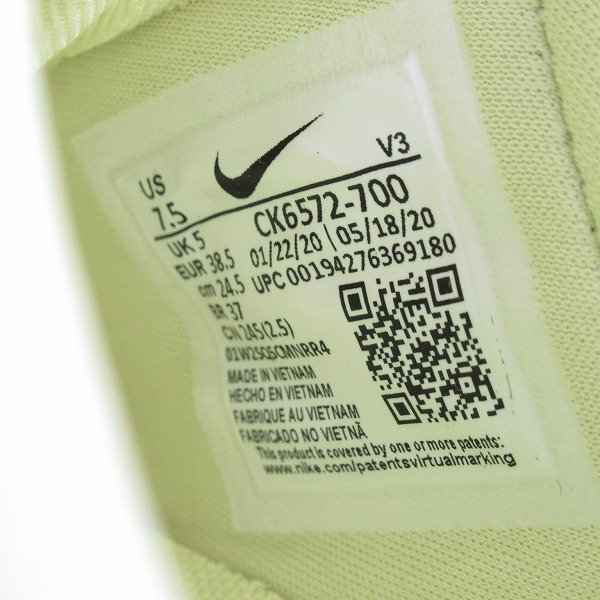 US
7.5
V3
UK 5
EUR 38.5
cm 24.5
BR 37
CN 245(2.5)
CK6572-700
01/22/20 | 05/18/20
UPC 00194276369180
MADE IN VIETNAM
HECHO EN VIETNAM
FABRIQUE AU VIETNAM
FABRICADO NO VIETNÃ
This product is covered by one or more patents:
www.nike.com/patentsvirtualmarking